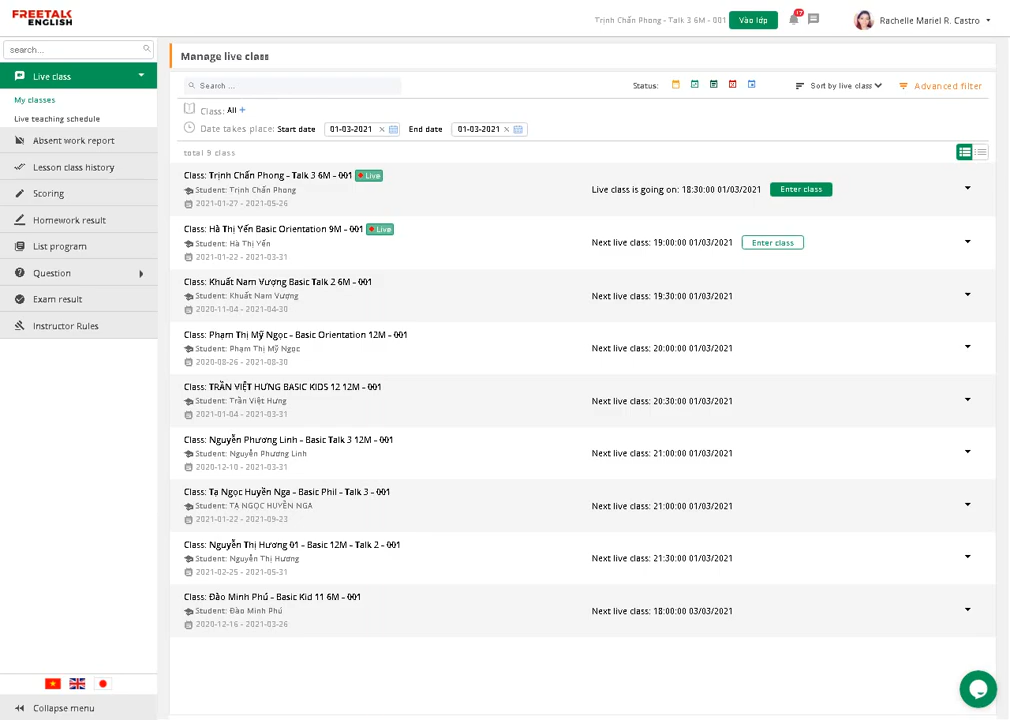 FREETALK
ENGLISH
Trịnh Chấn Phong - Talk 3 6M - 001 Vào lớp 17 Rachelle Mariel R. Castro
search...
Live class
My classes
Live teaching schedule
Absent work report
Lesson class history
Scoring
Homework result
List program
Question
Exam result
Instructor Rules
Collapse menu
Manage live class
Search ...
Status:
Sort by live class
Advanced filter
Class: All +
Date takes place: Start date 01-03-2021 × End date 01-03-2021 ×
total 9 class
Class: Trịnh Chấn Phong - Talk 3 6M - 001 Live
Student: Trịnh Chấn Phong
2021-01-27 - 2021-05-26
Live class is going on: 18:30:00 01/03/2021 Enter class
Class: Hà Thị Yến Basic Orientation 9M - 001 Live
Student: Hà Thị Yến
2021-01-22 - 2021-03-31
Next live class: 19:00:00 01/03/2021 Enter class
Class: Khuất Nam Vượng Basic Talk 2 6M - 001
Student: Khuất Nam Vượng
2020-11-04 - 2021-04-30
Next live class: 19:30:00 01/03/2021
Class: Phạm Thị Mỹ Ngọc - Basic Orientation 12M - 001
Student: Phạm Thị Mỹ Ngọc
2020-08-26 - 2021-08-30
Next live class: 20:00:00 01/03/2021
Class: TRẦN VIỆT HƯNG BASIC KIDS 12 12M - 001
Student: Trần Việt Hưng
2021-01-04 - 2021-03-31
Next live class: 20:30:00 01/03/2021
Class: Nguyễn Phương Linh - Basic Talk 3 12M - 001
Student: Nguyễn Phương Linh
2020-12-10 - 2021-03-31
Next live class: 21:00:00 01/03/2021
Class: Tạ Ngọc Huyền Nga - Basic Phil - Talk 3 - 001
Student: TẠ NGỌC HUYỀN NGA
2021-01-22 - 2021-09-23
Next live class: 21:00:00 01/03/2021
Class: Nguyễn Thị Hương 01 - Basic 12M - Talk 2 - 001
Student: Nguyễn Thị Hương
2021-02-25 - 2021-05-31
Next live class: 21:30:00 01/03/2021
Class: Đào Minh Phú - Basic Kid 11 6M - 001
Student: Đào Minh Phú
2020-12-16 - 2021-03-26
Next live class: 18:00:00 03/03/2021